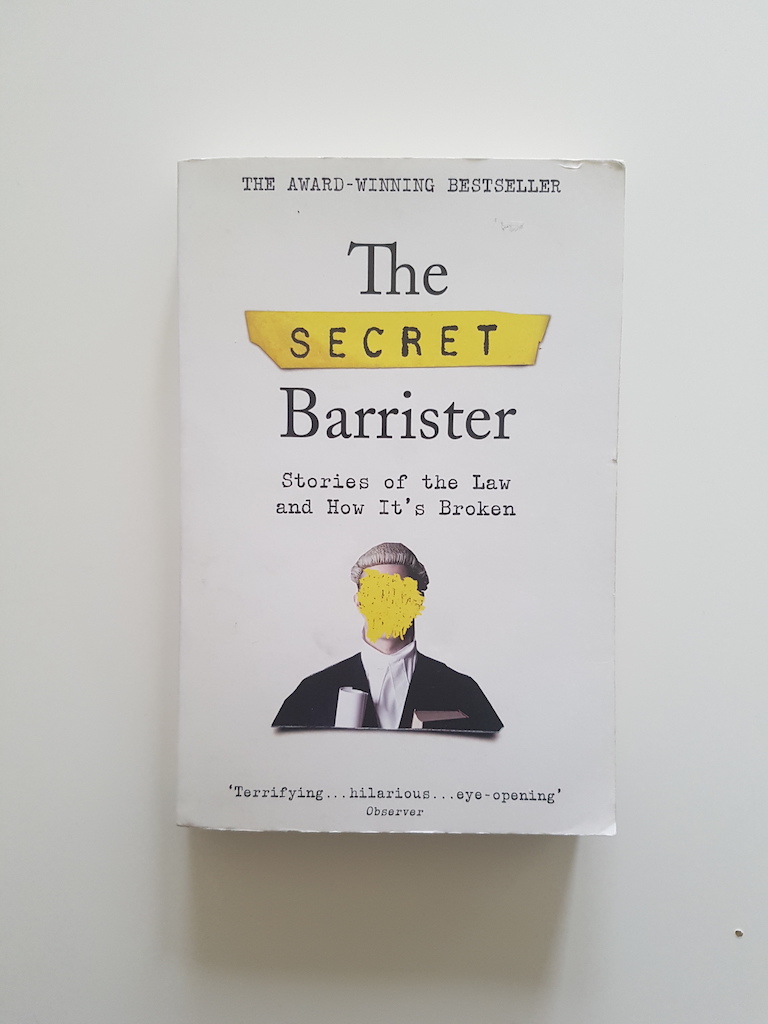 THE AWARD-WINNING BESTSELLER
The
SECRET
Barrister
Stories of the Law
and How It's Broken
‘Terrifying...hilarious...eye-opening’
Observer